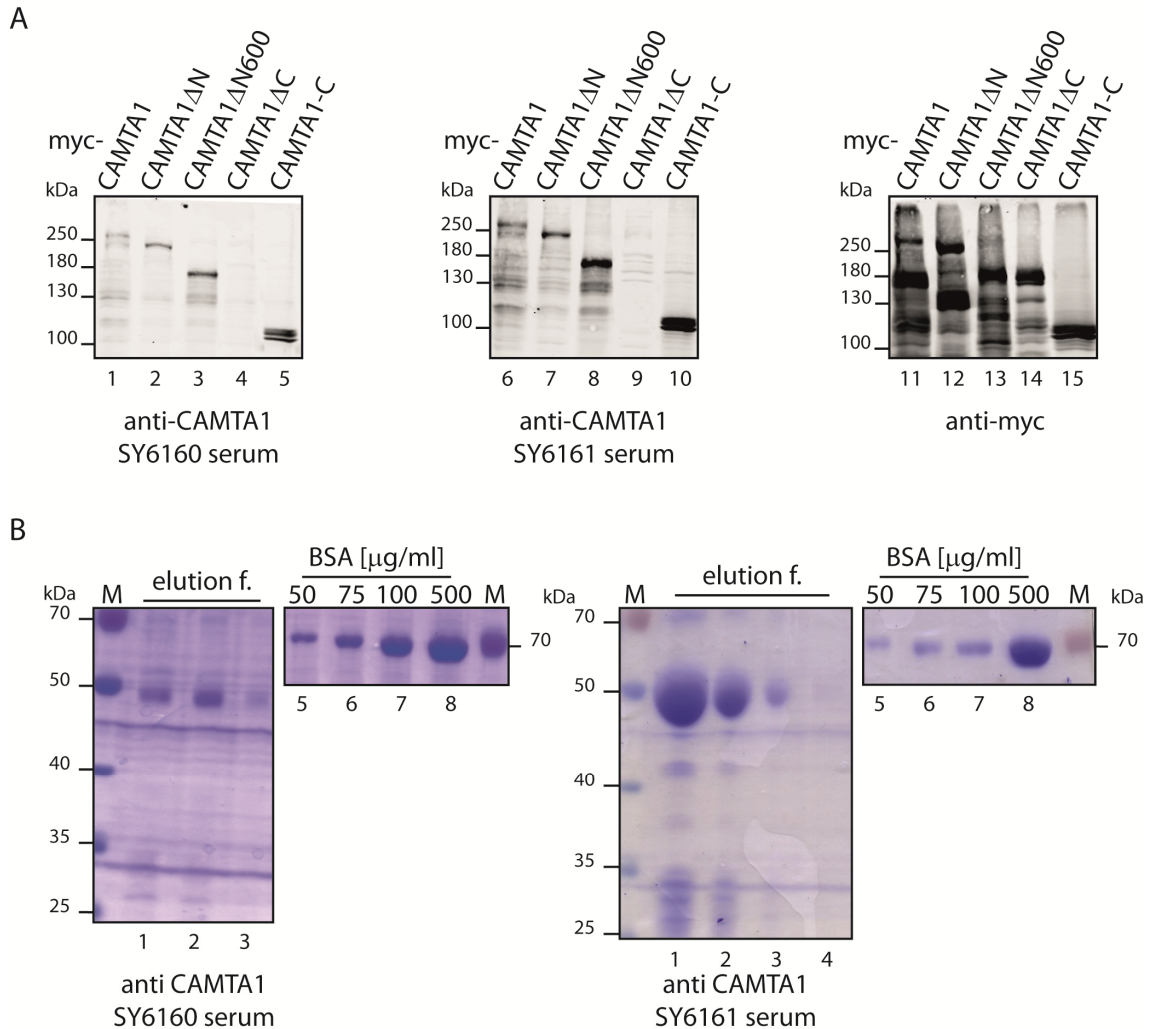 A
myc- CAMTA1 CAMTA1ΔN CAMTA1ΔN600 CAMTA1ΔC CAMTA1-C
kDa
250
180
130
100
1 2 3 4 5
anti-CAMTA1
SY6160 serum
myc- CAMTA1 CAMTA1ΔN CAMTA1ΔN600 CAMTA1ΔC CAMTA1-C
kDa
250
180
130
100
6 7 8 9 10
anti-CAMTA1
SY6161 serum
myc- CAMTA1 CAMTA1ΔN CAMTA1ΔN600 CAMTA1ΔC CAMTA1-C
kDa
250
180
130
100
11 12 13 14 15
anti-myc
B
kDa M elution f.
70
50
40
35
25
1 2 3
anti CAMTA1
SY6160 serum
BSA [μg/ml]
50 75 100 500 M
70
5 6 7 8
kDa M elution f.
70
50
40
35
25
1 2 3 4
anti CAMTA1
SY6161 serum
BSA [μg/ml]
50 75 100 500 M kDa
70
5 6 7 8